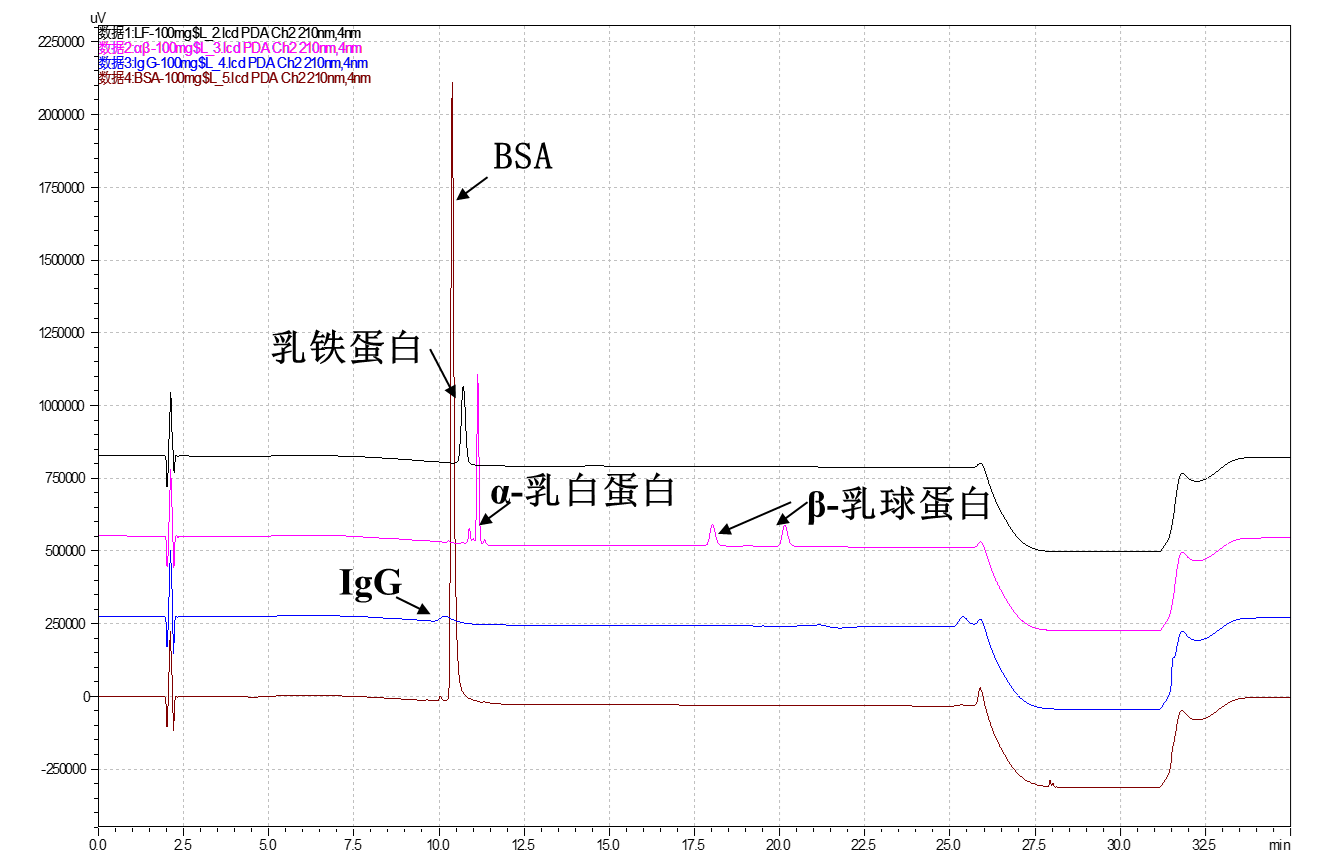 uV
数据1:LF-100mg$L_2.lcd PDA Ch2 210nm,4nm
数据2:αβ-100mg$L_3.lcd PDA Ch2 210nm,4nm
数据3:IgG-100mg$L_4.lcd PDA Ch2 210nm,4nm
数据4:BSA-100mg$L_5.lcd PDA Ch2 210nm,4nm
2250000
2000000
1750000
1500000
1250000
1000000
750000
500000
250000
0
-250000
BSA
乳铁蛋白
α-乳白蛋白
β-乳球蛋白
IgG
0.0 2.5 5.0 7.5 10.0 12.5 15.0 17.5 20.0 22.5 25.0 27.5 30.0 32.5 min